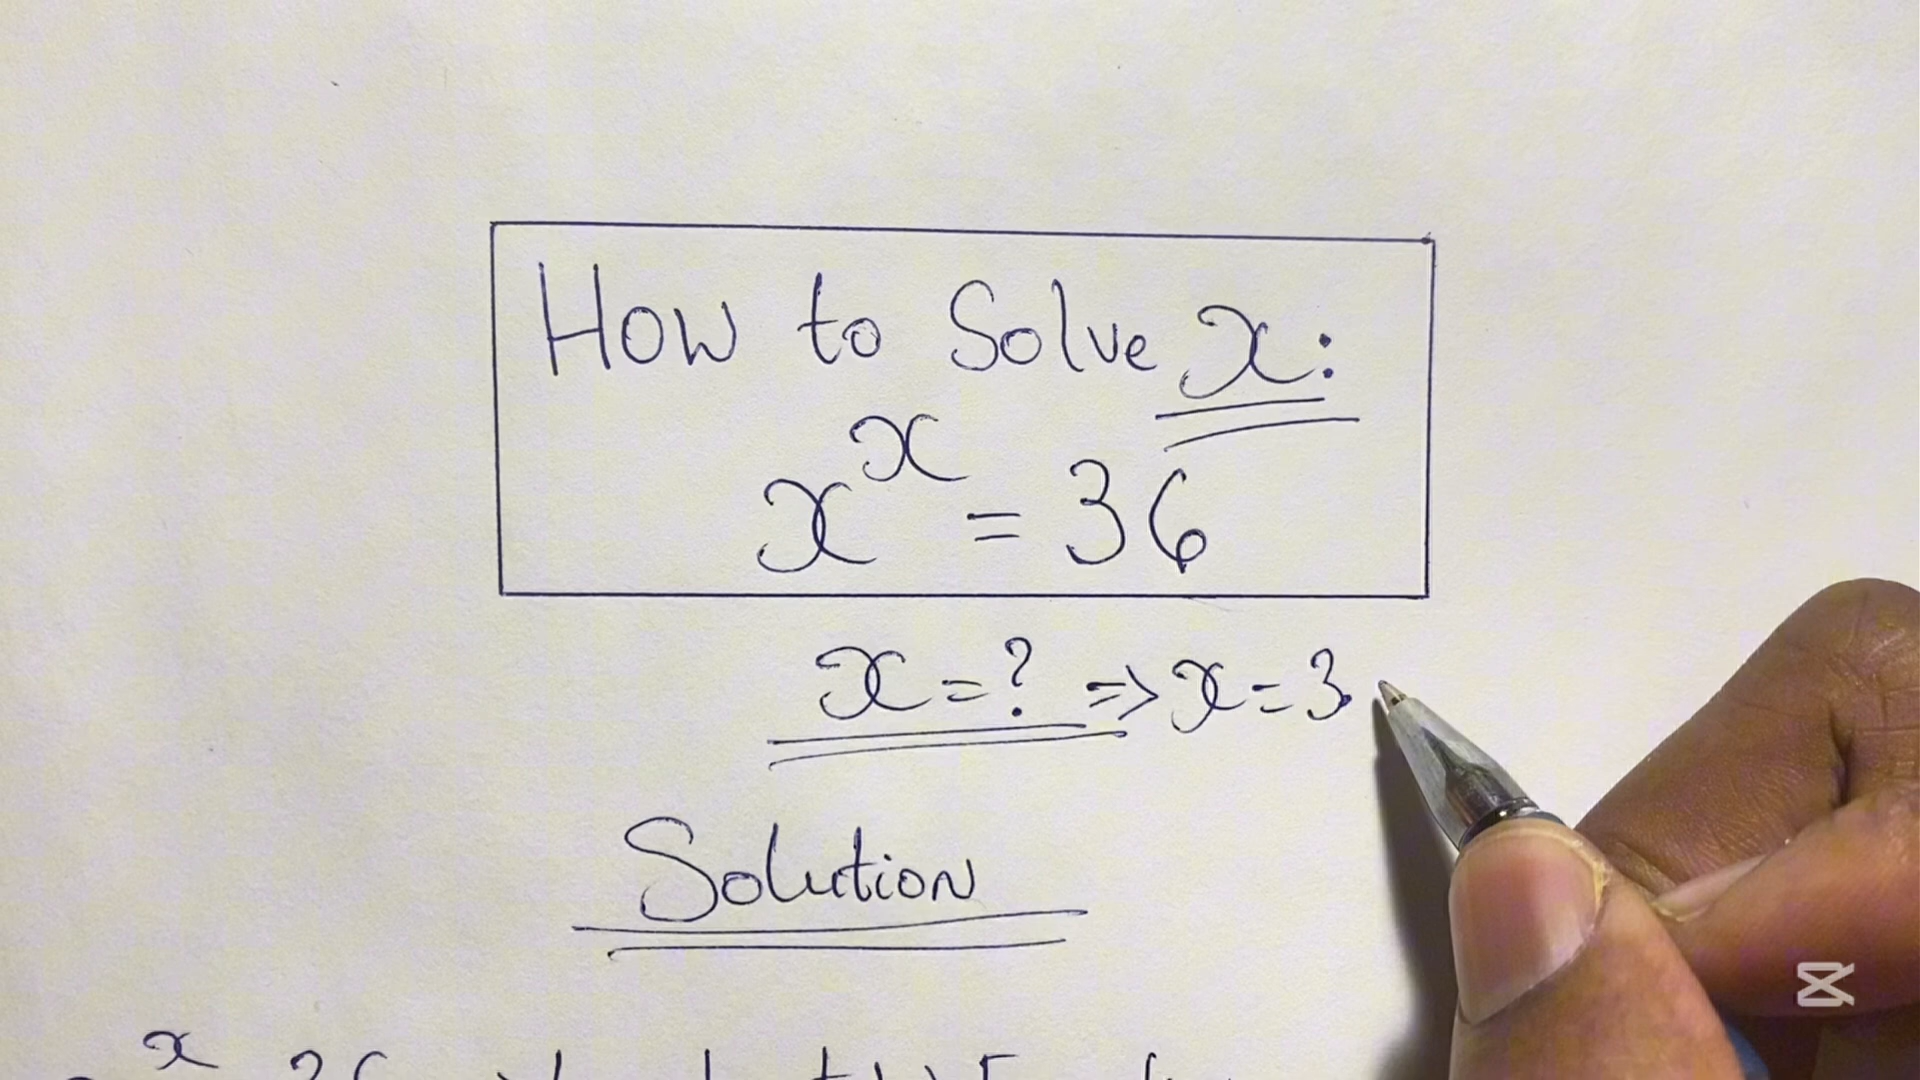 How to Solve x:
x^x = 36
x = ? => x = 3.
Solution